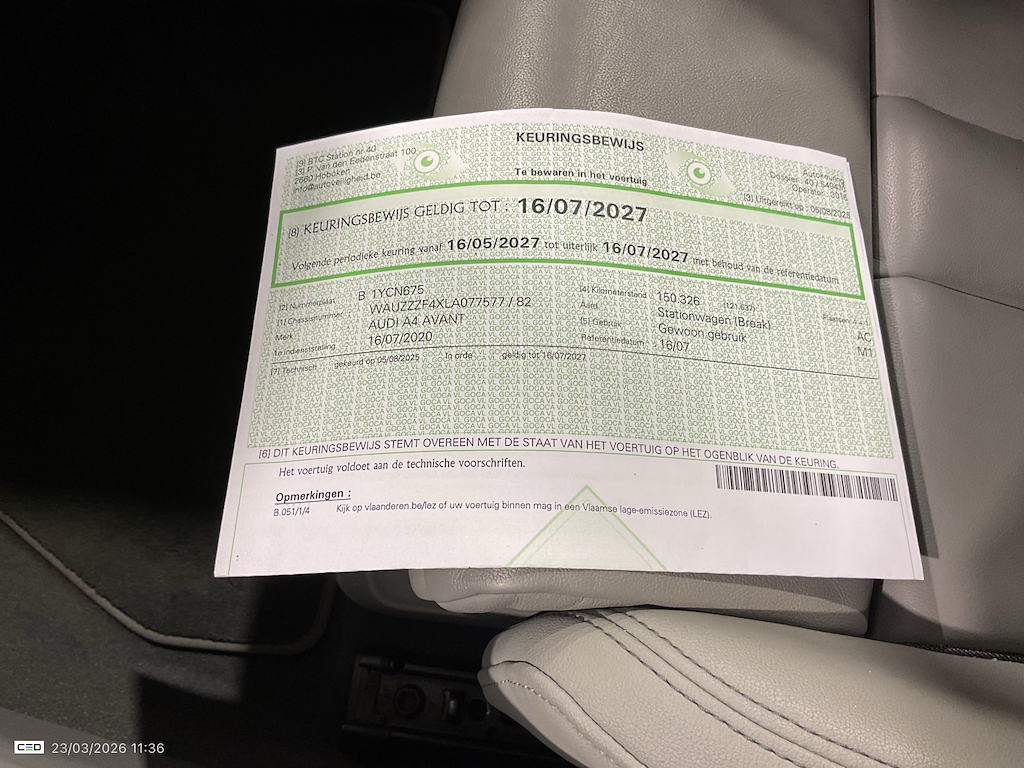 KEURINGSBEWIJS
Te bewaren in het voertuig
[9] BTC Station nr 40
[3] P. van den Eedenstraat 100
2660 Hoboken
info@autoveiligheid.be
Autokeuring
[3] Uitgereikt op : 05/08/2025
[8] KEURINGSBEWIJS GELDIG TOT : 16/07/2027
Volgende periodieke keuring vanaf 16/05/2027 tot uiterlijk 16/07/2027 met behoud van de referentiedatum
[2] Nummerplaat : B 1YCN675
[1] Chassisnummer : WAUZZZF4XLA077577 / 82
Merk : AUDI A4 AVANT
1e indienststelling : 16/07/2020
[4] Kilometerstand : 150.326 (121.637)
Aard : Stationwagen (Break)
[5] Gebruik : Gewoon gebruik
Referentiedatum : 16/07
AC
M1
[7] Technisch : gekeurd op 05/08/2025 In orde geldig tot 16/07/2027
[6] DIT KEURINGSBEWIJS STEMT OVEREEN MET DE STAAT VAN HET VOERTUIG OP HET OGENBLIK VAN DE KEURING.
Het voertuig voldoet aan de technische voorschriften.
Opmerkingen :
B.051/1/4 Kijk op vlaanderen.be/lez of uw voertuig binnen mag in een Vlaamse lage-emissiezone (LEZ).
23/03/2026 11:36